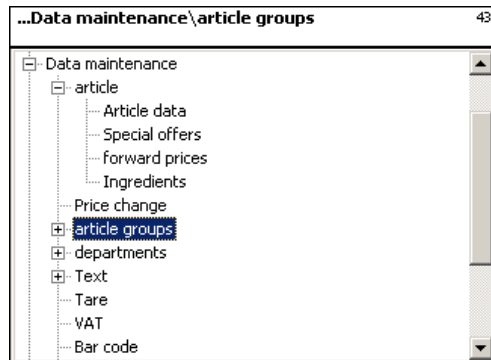 ...Data maintenance\article groups 43
Data maintenance
article
Article data
Special offers
forward prices
Ingredients
Price change
article groups
departments
Text
Tare
VAT
Bar code